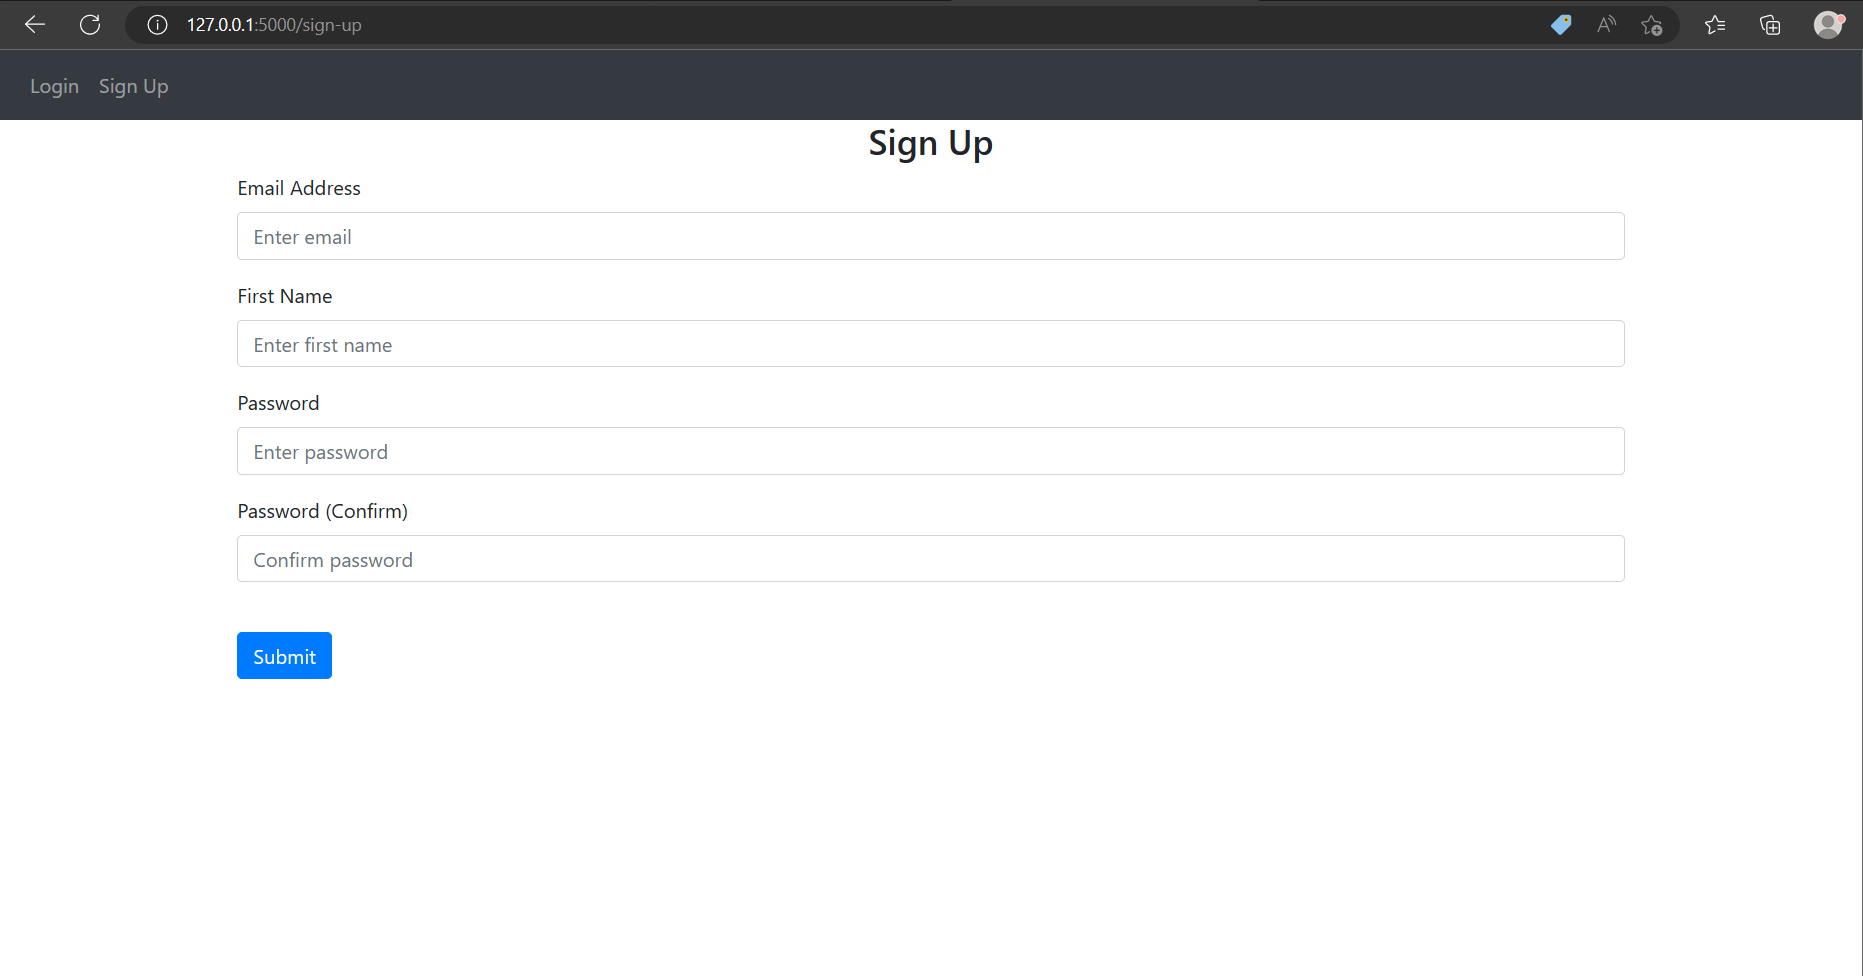 127.0.0.1:5000/sign-up
Login Sign Up
Sign Up
Email Address
Enter email
First Name
Enter first name
Password
Enter password
Password (Confirm)
Confirm password
Submit